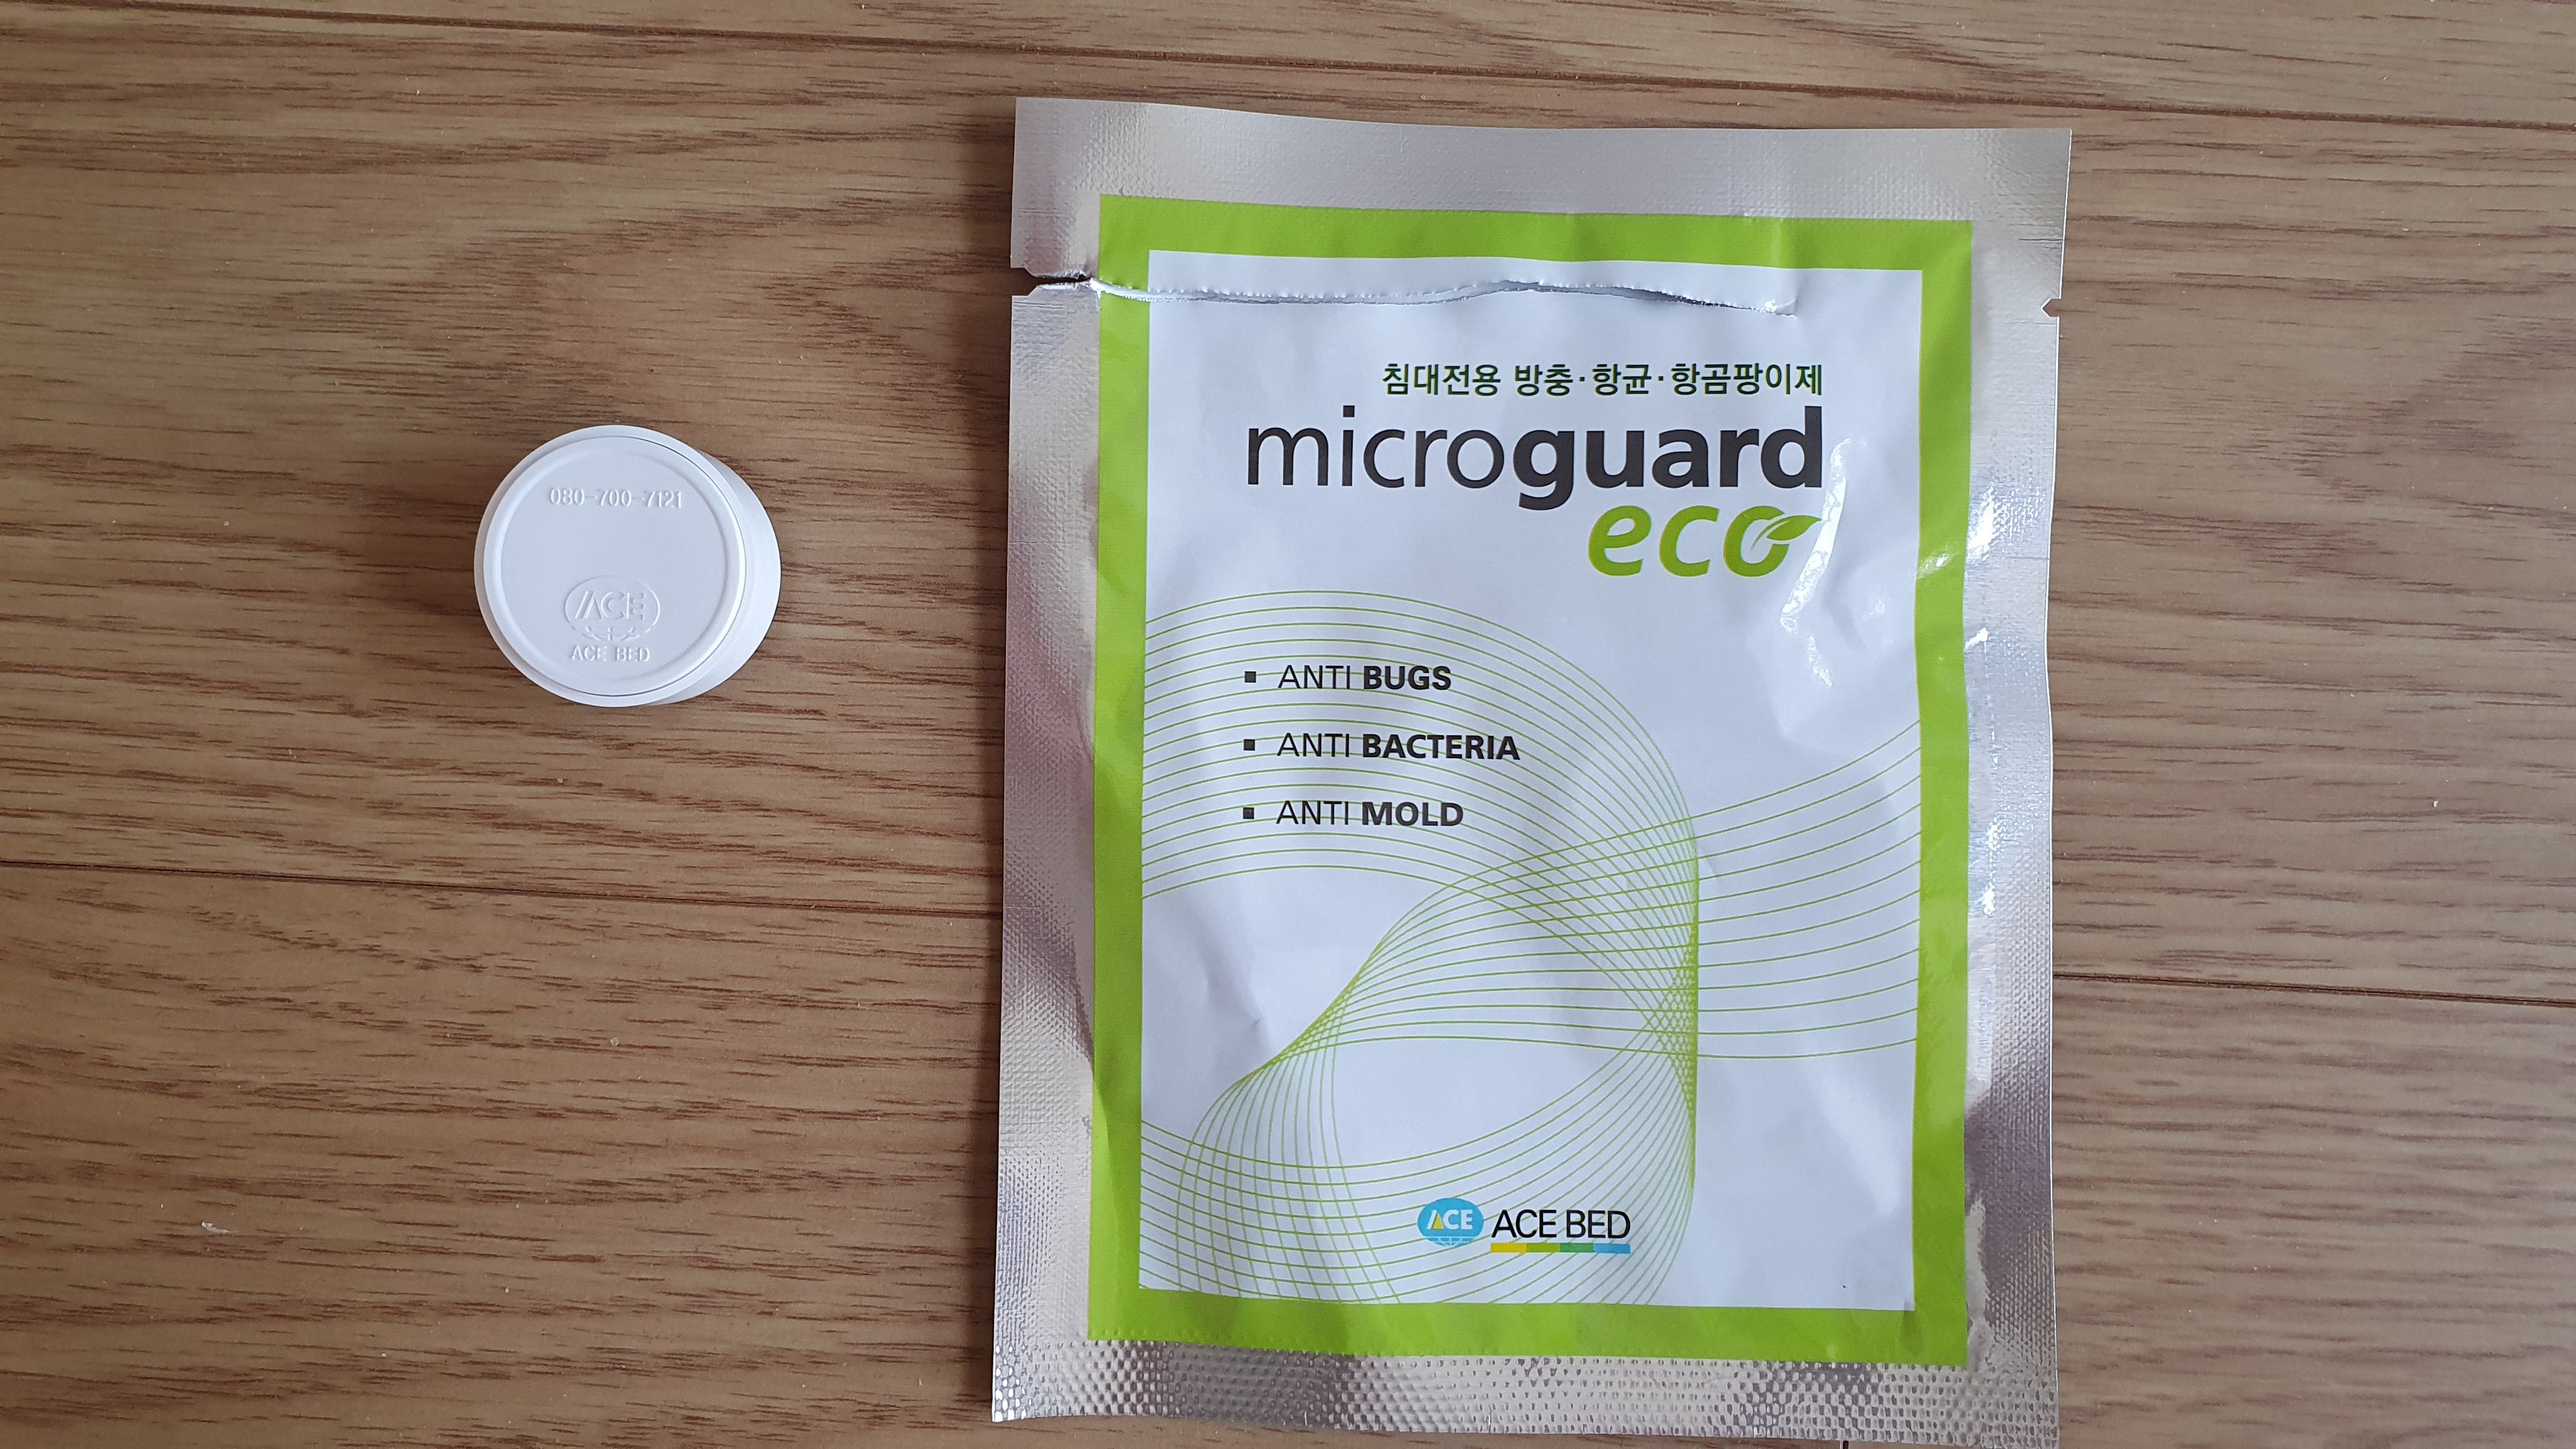 080-700-7121
ACE
ACE BED
침대전용 방충·항균·항곰팡이제
microguard
eco
▪ ANTI BUGS
▪ ANTI BACTERIA
▪ ANTI MOLD
ACE ACE BED